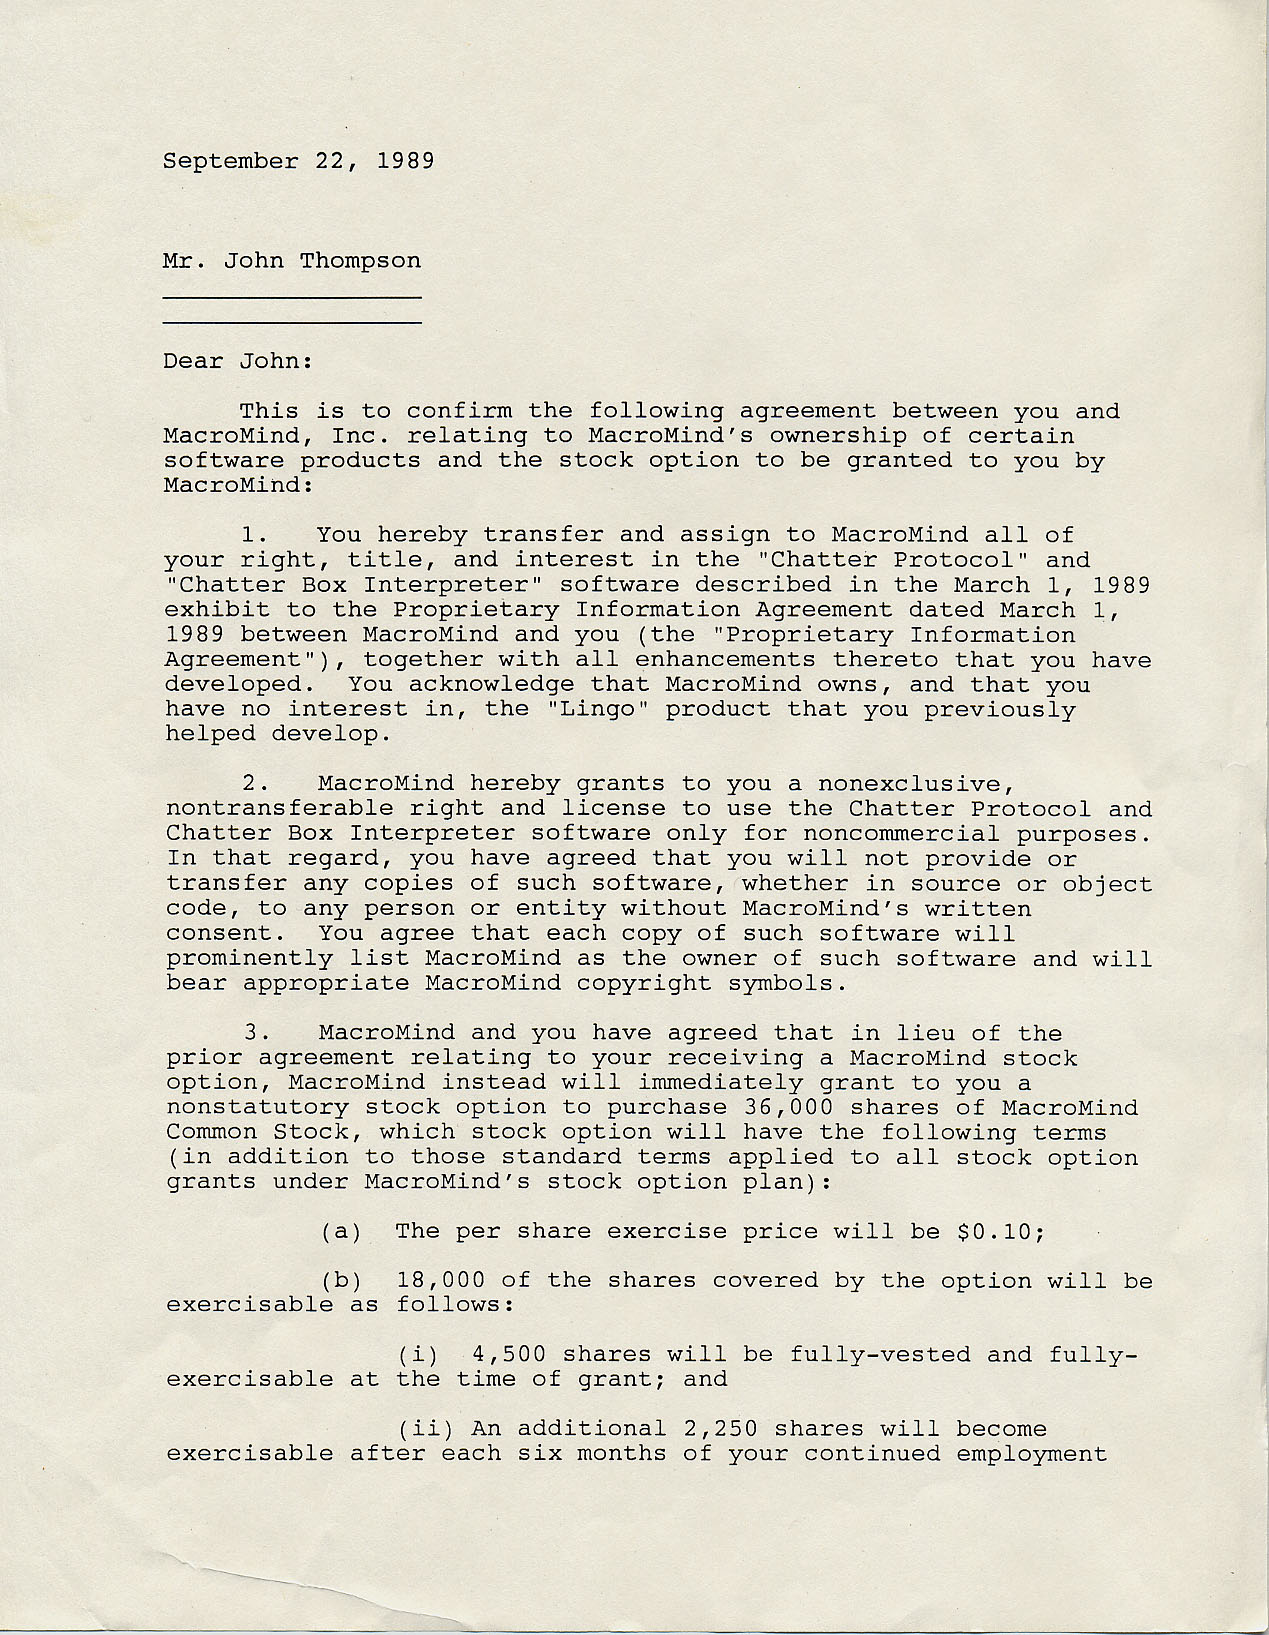 September 22, 1989
Mr. John Thompson
Dear John:
This is to confirm the following agreement between you and
MacroMind, Inc. relating to MacroMind's ownership of certain
software products and the stock option to be granted to you by
MacroMind:
1. You hereby transfer and assign to MacroMind all of
your right, title, and interest in the "Chatter Protocol" and
"Chatter Box Interpreter" software described in the March 1, 1989
exhibit to the Proprietary Information Agreement dated March 1,
1989 between MacroMind and you (the "Proprietary Information
Agreement"), together with all enhancements thereto that you have
developed. You acknowledge that MacroMind owns, and that you
have no interest in, the "Lingo" product that you previously
helped develop.
2. MacroMind hereby grants to you a nonexclusive,
nontransferable right and license to use the Chatter Protocol and
Chatter Box Interpreter software only for noncommercial purposes.
In that regard, you have agreed that you will not provide or
transfer any copies of such software, whether in source or object
code, to any person or entity without MacroMind's written
consent. You agree that each copy of such software will
prominently list MacroMind as the owner of such software and will
bear appropriate MacroMind copyright symbols.
3. MacroMind and you have agreed that in lieu of the
prior agreement relating to your receiving a MacroMind stock
option, MacroMind instead will immediately grant to you a
nonstatutory stock option to purchase 36,000 shares of MacroMind
Common Stock, which stock option will have the following terms
(in addition to those standard terms applied to all stock option
grants under MacroMind's stock option plan):
(a) The per share exercise price will be $0.10;
(b) 18,000 of the shares covered by the option will be
exercisable as follows:
(i) 4,500 shares will be fully-vested and fully-
exercisable at the time of grant; and
(ii) An additional 2,250 shares will become
exercisable after each six months of your continued employment